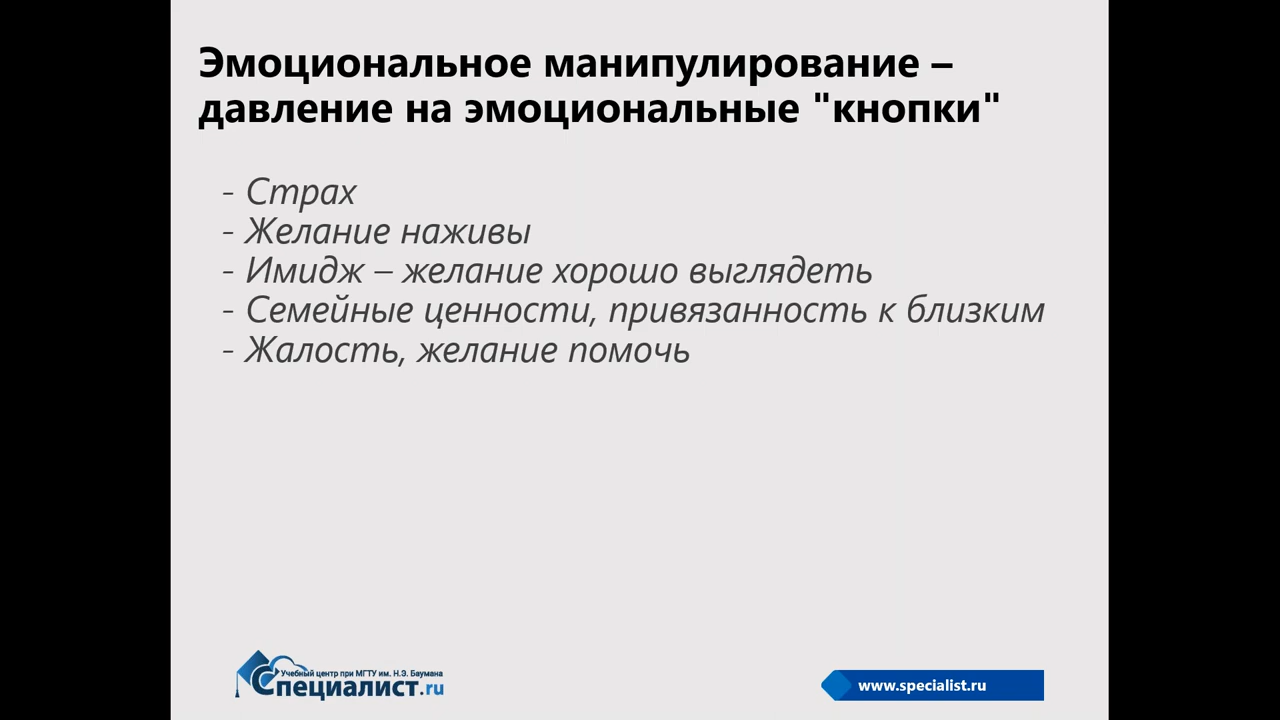 Эмоциональное манипулирование –
давление на эмоциональные "кнопки"
- Страх
- Желание наживы
- Имидж – желание хорошо выглядеть
- Семейные ценности, привязанность к близким
- Жалость, желание помочь
Учебный центр при МГТУ им. Н.Э. Баумана
Специалист.ru
www.specialist.ru